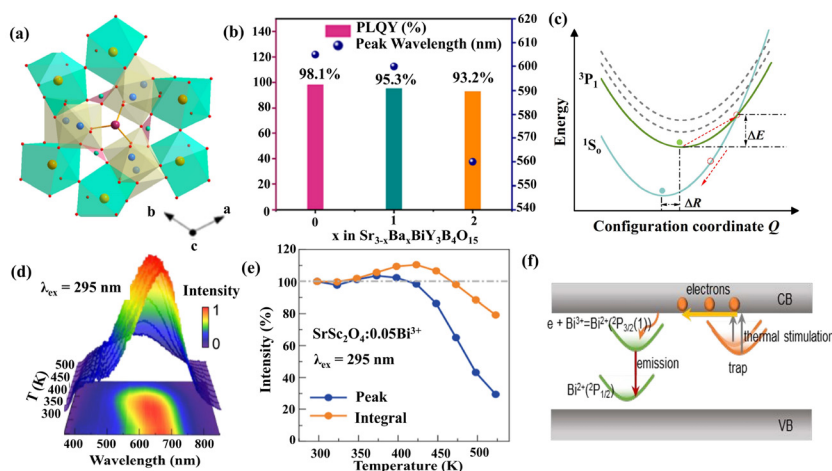 (a)
b
a
c
(b)
PLQY (%)
Peak Wavelength (nm)
98.1%
95.3%
93.2%
140
120
100
80
60
40
20
0
620
610
600
590
580
570
560
550
540
0
1
2
x in Sr3-xBaxBiY3B4O15
(c)
Energy
³P₁
¹S₀
ΔE
ΔR
Configuration coordinate Q
(d)
λex = 295 nm
Intensity
1
0
T (K)
500
450
400
350
300
400
500
600
700
800
Wavelength (nm)
(e)
Intensity (%)
120
110
100
80
60
40
20
0
SrSc₂O₄:0.05Bi³⁺
λex = 295 nm
Peak
Integral
300
350
400
450
500
Temperature (K)
(f)
electrons
CB
e + Bi³⁺=Bi²⁺(²P3/2(1))
thermal stimulation
emission
trap
Bi²⁺(²P1/2)
VB